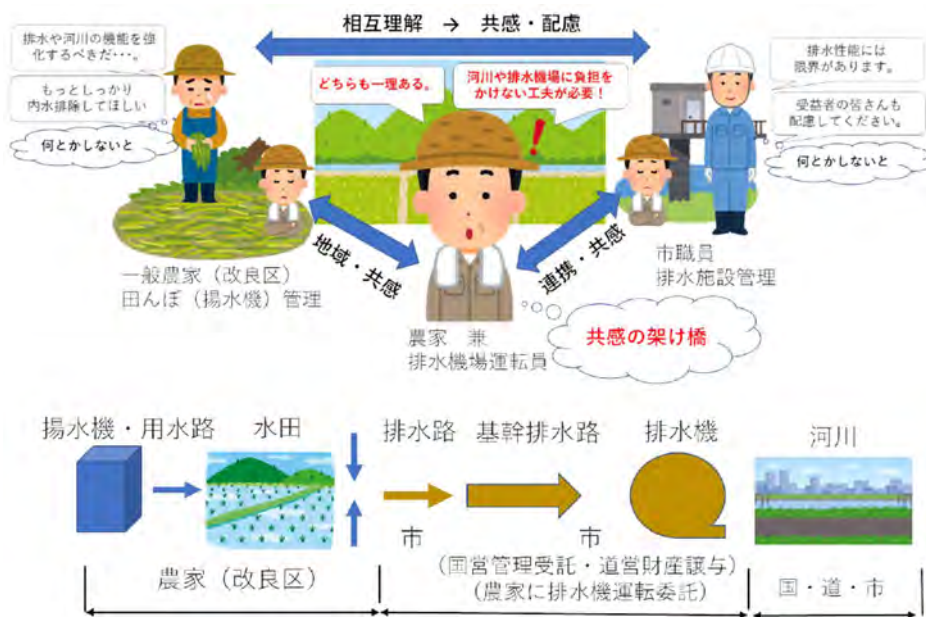 相互理解 → 共感・配慮
排水や河川の機能を強
化するべきだ・・・。
もっとしっかり
内水排除してほしい
何とかしないと
どちらも一理ある。
河川や排水機場に負担を
かけない工夫が必要！
排水性能には
限界があります。
受益者の皆さんも
配慮してください。
何とかしないと
地域・共感
連携・共感
一般農家（改良区）
田んぼ（揚水機）管理
市職員
排水施設管理
農家 兼
排水機場運転員
共感の架け橋
揚水機・用水路
水田
排水路
基幹排水路
排水機
河川
市
市
農家（改良区）
（国営管理受託・道営財産譲与）
（農家に排水機運転委託）
国・道・市